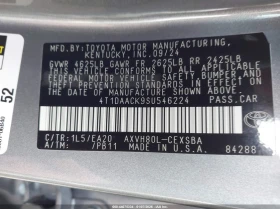 TOYOTA MOTOR MANUFACTURING,
KENTUCKY, INC. 09/24
GVWR 4625LB GAWR FR 2625LB RR 2425LB
THIS VEHICLE CONFORMS TO ALL APPLICABLE
FEDERAL MOTOR VEHICLE SAFETY, BUMPER, AND
THEFT PREVENTION STANDARDS IN EFFECT ON
THE DATE OF MANUFACTURE SHOWN ABOVE.
4T1DAACK9SU546224 PASS.CAR
C/TR: 1L5/EA20 AXVH80L-CEXSBA
A/TM: /PB11
MADE IN U.S.A. 84288
52